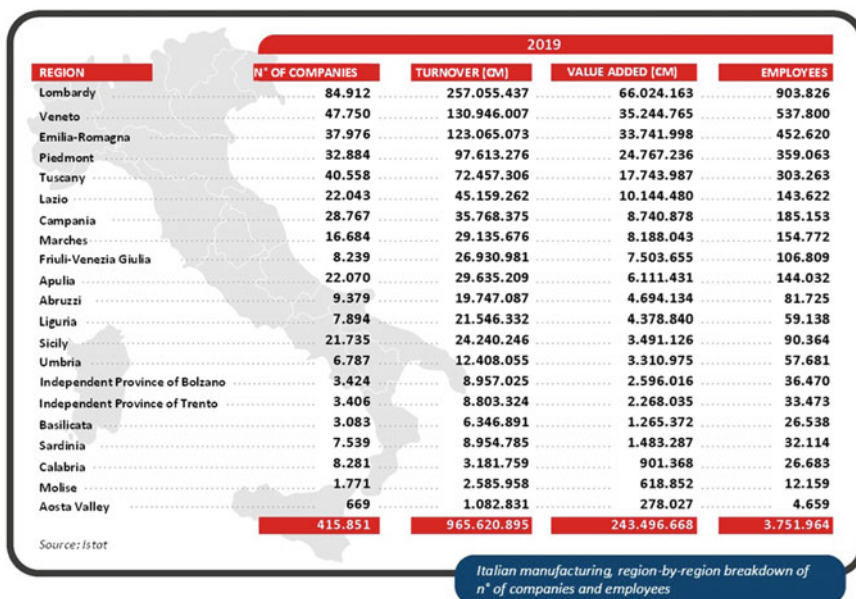 2019
REGION N° OF COMPANIES TURNOVER (€M) VALUE ADDED (€M) EMPLOYEES
Lombardy 84.912 257.055.437 66.024.163 903.826
Veneto 47.750 130.946.007 35.244.765 537.800
Emilia-Romagna 37.976 123.065.073 33.741.998 452.620
Piedmont 32.884 97.613.276 24.767.236 359.063
Tuscany 40.558 72.457.306 17.743.987 303.263
Lazio 22.043 45.159.262 10.144.480 143.622
Campania 28.767 35.768.375 8.740.878 185.153
Marches 16.684 29.135.676 8.188.043 154.772
Friuli-Venezia Giulia 8.239 26.930.981 7.503.655 106.809
Apulia 22.070 29.635.209 6.111.431 144.032
Abruzzi 9.379 19.747.087 4.694.134 81.725
Liguria 7.894 21.546.332 4.378.840 59.138
Sicily 21.735 24.240.246 3.491.126 90.364
Umbria 6.787 12.408.055 3.310.975 57.681
Independent Province of Bolzano 3.424 8.957.025 2.596.016 36.470
Independent Province of Trento 3.406 8.803.324 2.268.035 33.473
Basilicata 3.083 6.346.891 1.265.372 26.538
Sardinia 7.539 8.954.785 1.483.287 32.114
Calabria 8.281 3.181.759 901.368 26.683
Molise 1.771 2.585.958 618.852 12.159
Aosta Valley 669 1.082.831 278.027 4.659
415.851 965.620.895 243.496.668 3.751.964
Source: Istat
Italian manufacturing, region-by-region breakdown of
n° of companies and employees